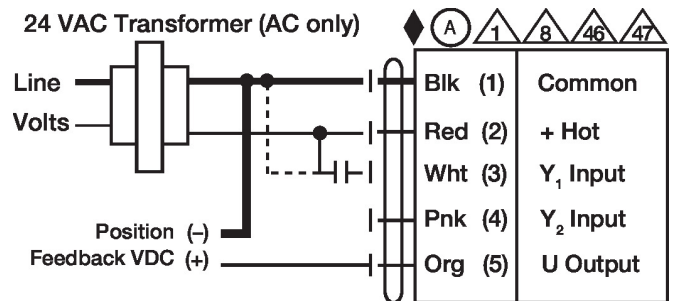 24 VAC Transformer (AC only)
A 1 8 46 47
Line
Volts
Blk (1) Common
Red (2) + Hot
Wht (3) Y1 Input
Pnk (4) Y2 Input
Position (–)
Feedback VDC (+)
Org (5) U Output